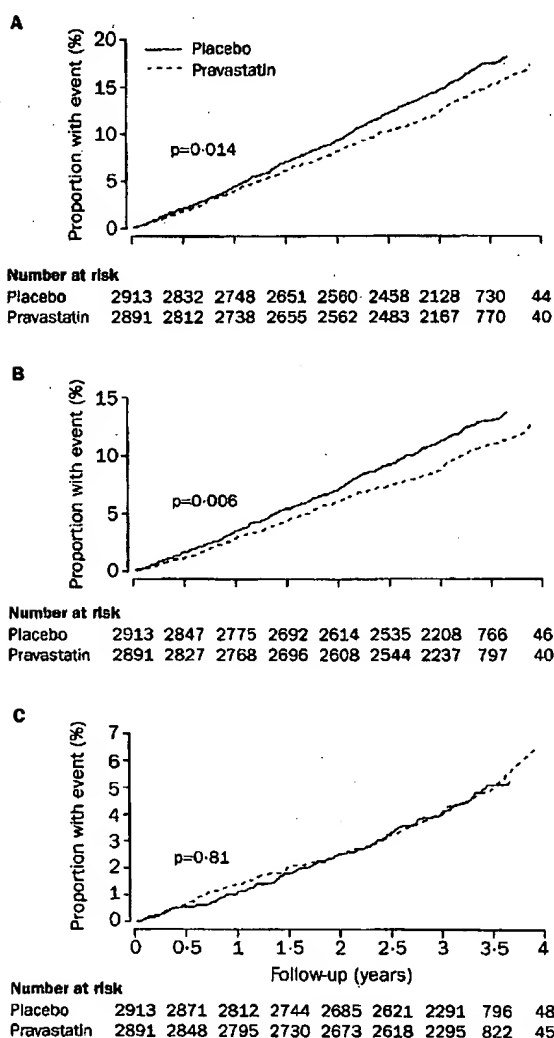 A
Proportion with event (%)
20
15
10
5
0
Placebo
Pravastatin
p=0·014
Number at risk
Placebo 2913 2832 2748 2651 2560 2458 2128 730 44
Pravastatin 2891 2812 2738 2655 2562 2483 2167 770 40
B
Proportion with event (%)
15
10
5
0
p=0·006
Number at risk
Placebo 2913 2847 2775 2692 2614 2535 2208 766 46
Pravastatin 2891 2827 2768 2696 2608 2544 2237 797 40
C
Proportion with event (%)
7
6
5
4
3
2
1
0
p=0·81
0 0·5 1 1·5 2 2·5 3 3·5 4
Follow-up (years)
Number at risk
Placebo 2913 2871 2812 2744 2685 2621 2291 796 48
Pravastatin 2891 2848 2795 2730 2673 2618 2295 822 45